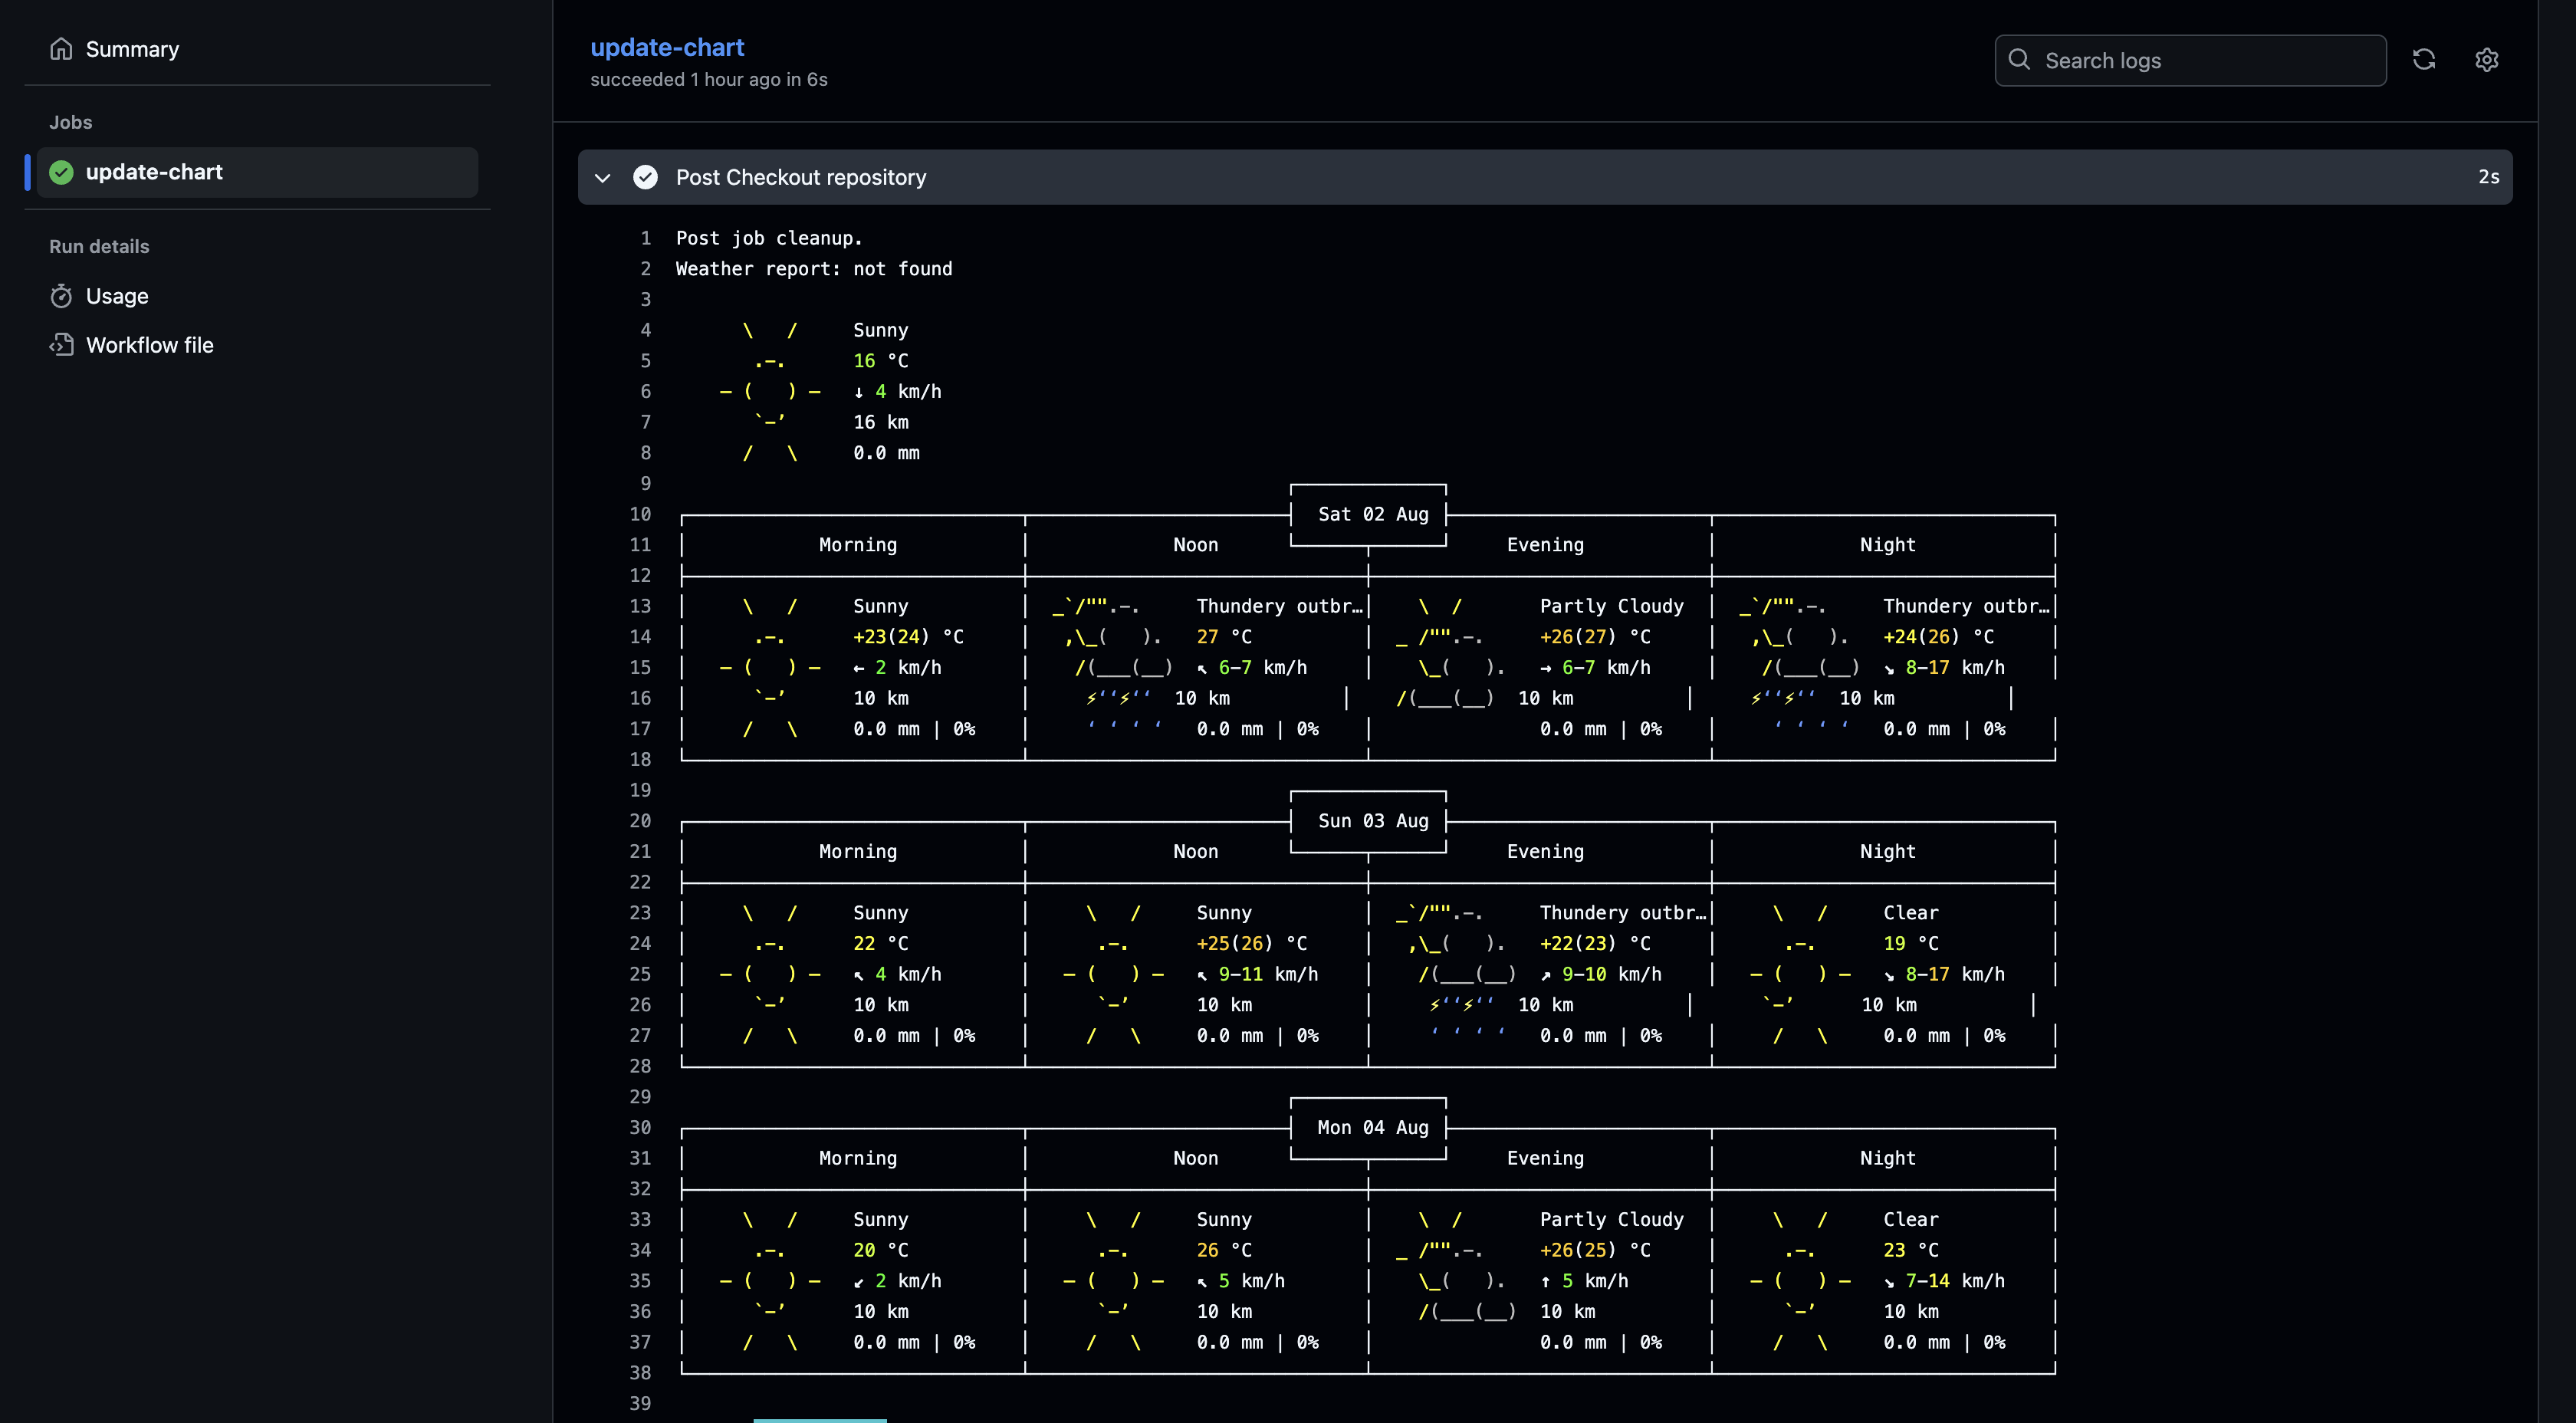 Summary
Jobs
update-chart
Run details
Usage
Workflow file
update-chart
succeeded 1 hour ago in 6s
Search logs
Post Checkout repository 2s
1 Post job cleanup.
2 Weather report: not found
3
4 \   / Sunny
5 .-. 16 °C
6 ― (   ) ― ↓ 4 km/h
7 `-’ 16 km
8 /   \ 0.0 mm
9 ┌─────────────┐
10 ┌──────────────────────────────┬───────────────────────┤  Sat 02 Aug ├───────────────────────┬──────────────────────────────┐
11 │ Morning │ Noon └──────┬──────┘ Evening │ Night │
12 ├──────────────────────────────┼──────────────────────────────┼──────────────────────────────┼──────────────────────────────┤
13 │ \   / Sunny │ _`/"".-. Thundery outbr…│ \  / Partly Cloudy │ _`/"".-. Thundery outbr…│
14 │ .-. +23(24) °C │ ,\_(   ). 27 °C │ _ /"".-. +26(27) °C │ ,\_(   ). +24(26) °C │
15 │ ― (   ) ― ← 2 km/h │ /(___(__) ↖ 6-7 km/h │ \_(   ). → 6-7 km/h │ /(___(__) ↘ 8-17 km/h │
16 │ `-’ 10 km │ ⚡‘‘⚡‘‘ 10 km │ /(___(__) 10 km │ ⚡‘‘⚡‘‘ 10 km │
17 │ /   \ 0.0 mm | 0% │ ‘ ‘ ‘ ‘ 0.0 mm | 0% │ 0.0 mm | 0% │ ‘ ‘ ‘ ‘ 0.0 mm | 0% │
18 └──────────────────────────────┴──────────────────────────────┴──────────────────────────────┴──────────────────────────────┘
19 ┌─────────────┐
20 ┌──────────────────────────────┬───────────────────────┤  Sun 03 Aug ├───────────────────────┬──────────────────────────────┐
21 │ Morning │ Noon └──────┬──────┘ Evening │ Night │
22 ├──────────────────────────────┼──────────────────────────────┼──────────────────────────────┼──────────────────────────────┤
23 │ \   / Sunny │ \   / Sunny │ _`/"".-. Thundery outbr…│ \   / Clear │
24 │ .-. 22 °C │ .-. +25(26) °C │ ,\_(   ). +22(23) °C │ .-. 19 °C │
25 │ ― (   ) ― ↖ 4 km/h │ ― (   ) ― ↖ 9-11 km/h │ /(___(__) ↗ 9-10 km/h │ ― (   ) ― ↘ 8-17 km/h │
26 │ `-’ 10 km │ `-’ 10 km │ ⚡‘‘⚡‘‘ 10 km │ `-’ 10 km │
27 │ /   \ 0.0 mm | 0% │ /   \ 0.0 mm | 0% │ ‘ ‘ ‘ ‘ 0.0 mm | 0% │ /   \ 0.0 mm | 0% │
28 └──────────────────────────────┴──────────────────────────────┴──────────────────────────────┴──────────────────────────────┘
29 ┌─────────────┐
30 ┌──────────────────────────────┬───────────────────────┤  Mon 04 Aug ├───────────────────────┬──────────────────────────────┐
31 │ Morning │ Noon └──────┬──────┘ Evening │ Night │
32 ├──────────────────────────────┼──────────────────────────────┼──────────────────────────────┼──────────────────────────────┤
33 │ \   / Sunny │ \   / Sunny │ \  / Partly Cloudy │ \   / Clear │
34 │ .-. 20 °C │ .-. 26 °C │ _ /"".-. +26(25) °C │ .-. 23 °C │
35 │ ― (   ) ― ↙ 2 km/h │ ― (   ) ― ↖ 5 km/h │ \_(   ). ↑ 5 km/h │ ― (   ) ― ↘ 7-14 km/h │
36 │ `-’ 10 km │ `-’ 10 km │ /(___(__) 10 km │ `-’ 10 km │
37 │ /   \ 0.0 mm | 0% │ /   \ 0.0 mm | 0% │ 0.0 mm | 0% │ /   \ 0.0 mm | 0% │
38 └──────────────────────────────┴──────────────────────────────┴──────────────────────────────┴──────────────────────────────┘
39